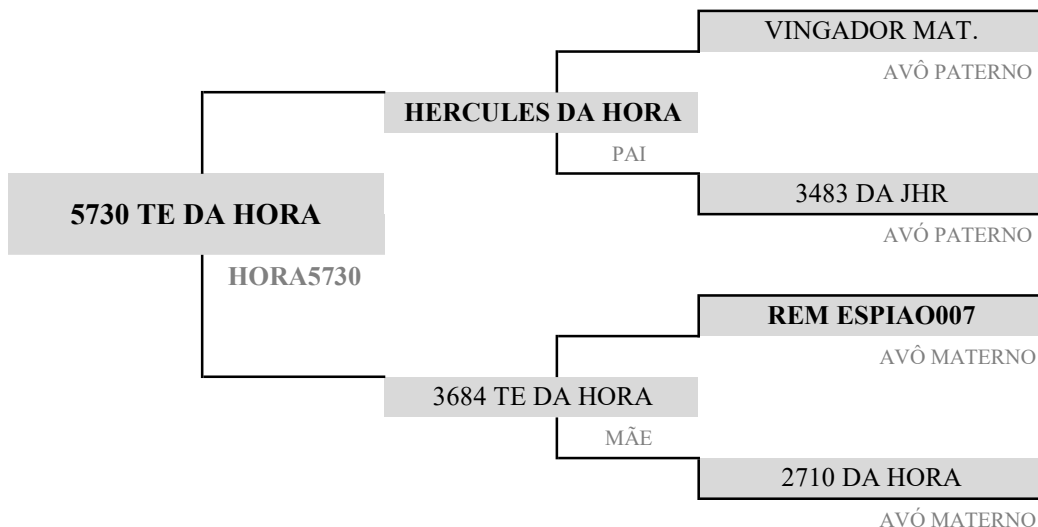 VINGADOR MAT.
AVÔ PATERNO
HERCULES DA HORA
PAI
3483 DA JHR
AVÓ PATERNO
5730 TE DA HORA
HORA5730
REM ESPIAO007
AVÔ MATERNO
3684 TE DA HORA
MÃE
2710 DA HORA
AVÓ MATERNO